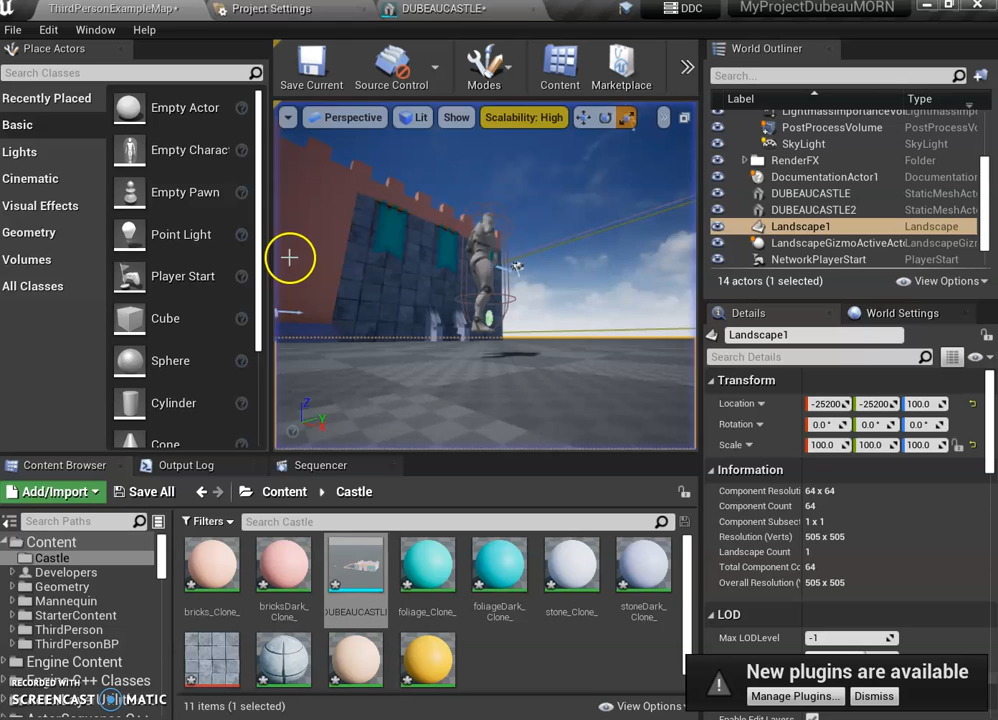 ThirdPersonExampleMap*
Project Settings
DUBEAUCASTLE*
DDC
MyProjectDubeauMORN
File Edit Window Help
Place Actors
Search Classes
Recently Placed
Basic
Lights
Cinematic
Visual Effects
Geometry
Volumes
All Classes
Empty Actor
Empty Charac
Empty Pawn
Point Light
Player Start
Cube
Sphere
Cylinder
Cone
Save Current
Source Control
Modes
Content
Marketplace
Perspective
Lit
Show
Scalability: High
World Outliner
Search...
Label
Type
LightmassImportanceVol
PostProcessVolume PostProcessVo
SkyLight SkyLight
RenderFX Folder
DocumentationActor1 Documentation
DUBEAUCASTLE StaticMeshAct
DUBEAUCASTLE2 StaticMeshAct
Landscape1 Landscape
LandscapeGizmoActiveActo LandscapeGiz
NetworkPlayerStart PlayerStart
14 actors (1 selected)
View Options
Details
World Settings
Landscape1
Search Details
Transform
Location -25200 -25200 100.0
Rotation 0.0° 0.0° 0.0°
Scale 100.0 100.0 100.0
Information
Component Resoluti 64 x 64
Component Count 64
Component Subsect 1 x 1
Resolution (Verts) 505 x 505
Landscape Count 1
Total Component Co 64
Overall Resolution ( 505 x 505
LOD
Max LODLevel -1
New plugins are available
Manage Plugins...
Dismiss
Enable Edit Layers
Content Browser
Output Log
Sequencer
Add/Import
Save All
Content
Castle
Search Paths
Filters
Search Castle
Content
Castle
Developers
Geometry
Mannequin
StarterContent
ThirdPerson
ThirdPersonBP
Engine Content
Engine C++ Classes
bricks_Clone_
bricksDark_
Clone_
DUBEAUCASTL
foliage_Clone_
foliageDark_
Clone_
stone_Clone_
stoneDark_
Clone_
11 items (1 selected)
View Options
RECORDED WITH
SCREENCAST MATIC